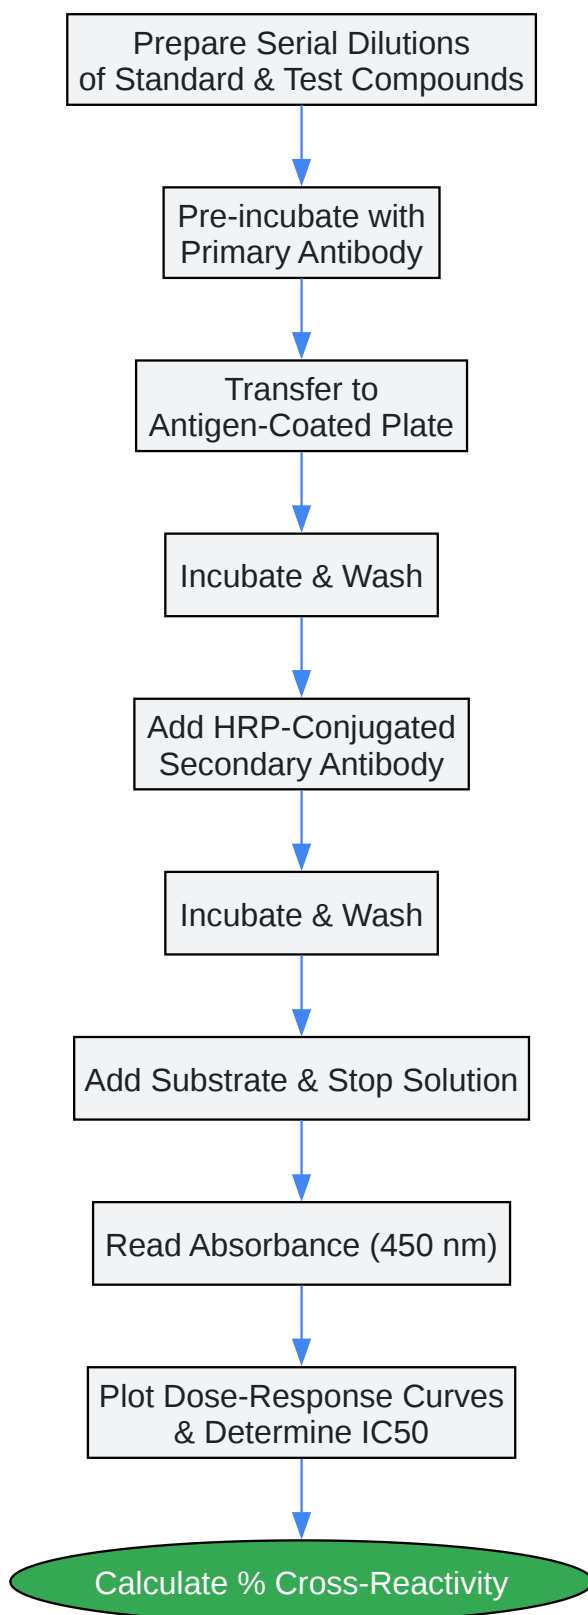 Prepare Serial Dilutions
of Standard & Test Compounds
Pre-incubate with
Primary Antibody
Transfer to
Antigen-Coated Plate
Incubate & Wash
Add HRP-Conjugated
Secondary Antibody
Incubate & Wash
Add Substrate & Stop Solution
Read Absorbance (450 nm)
Plot Dose-Response Curves
& Determine IC50
Calculate % Cross-Reactivity